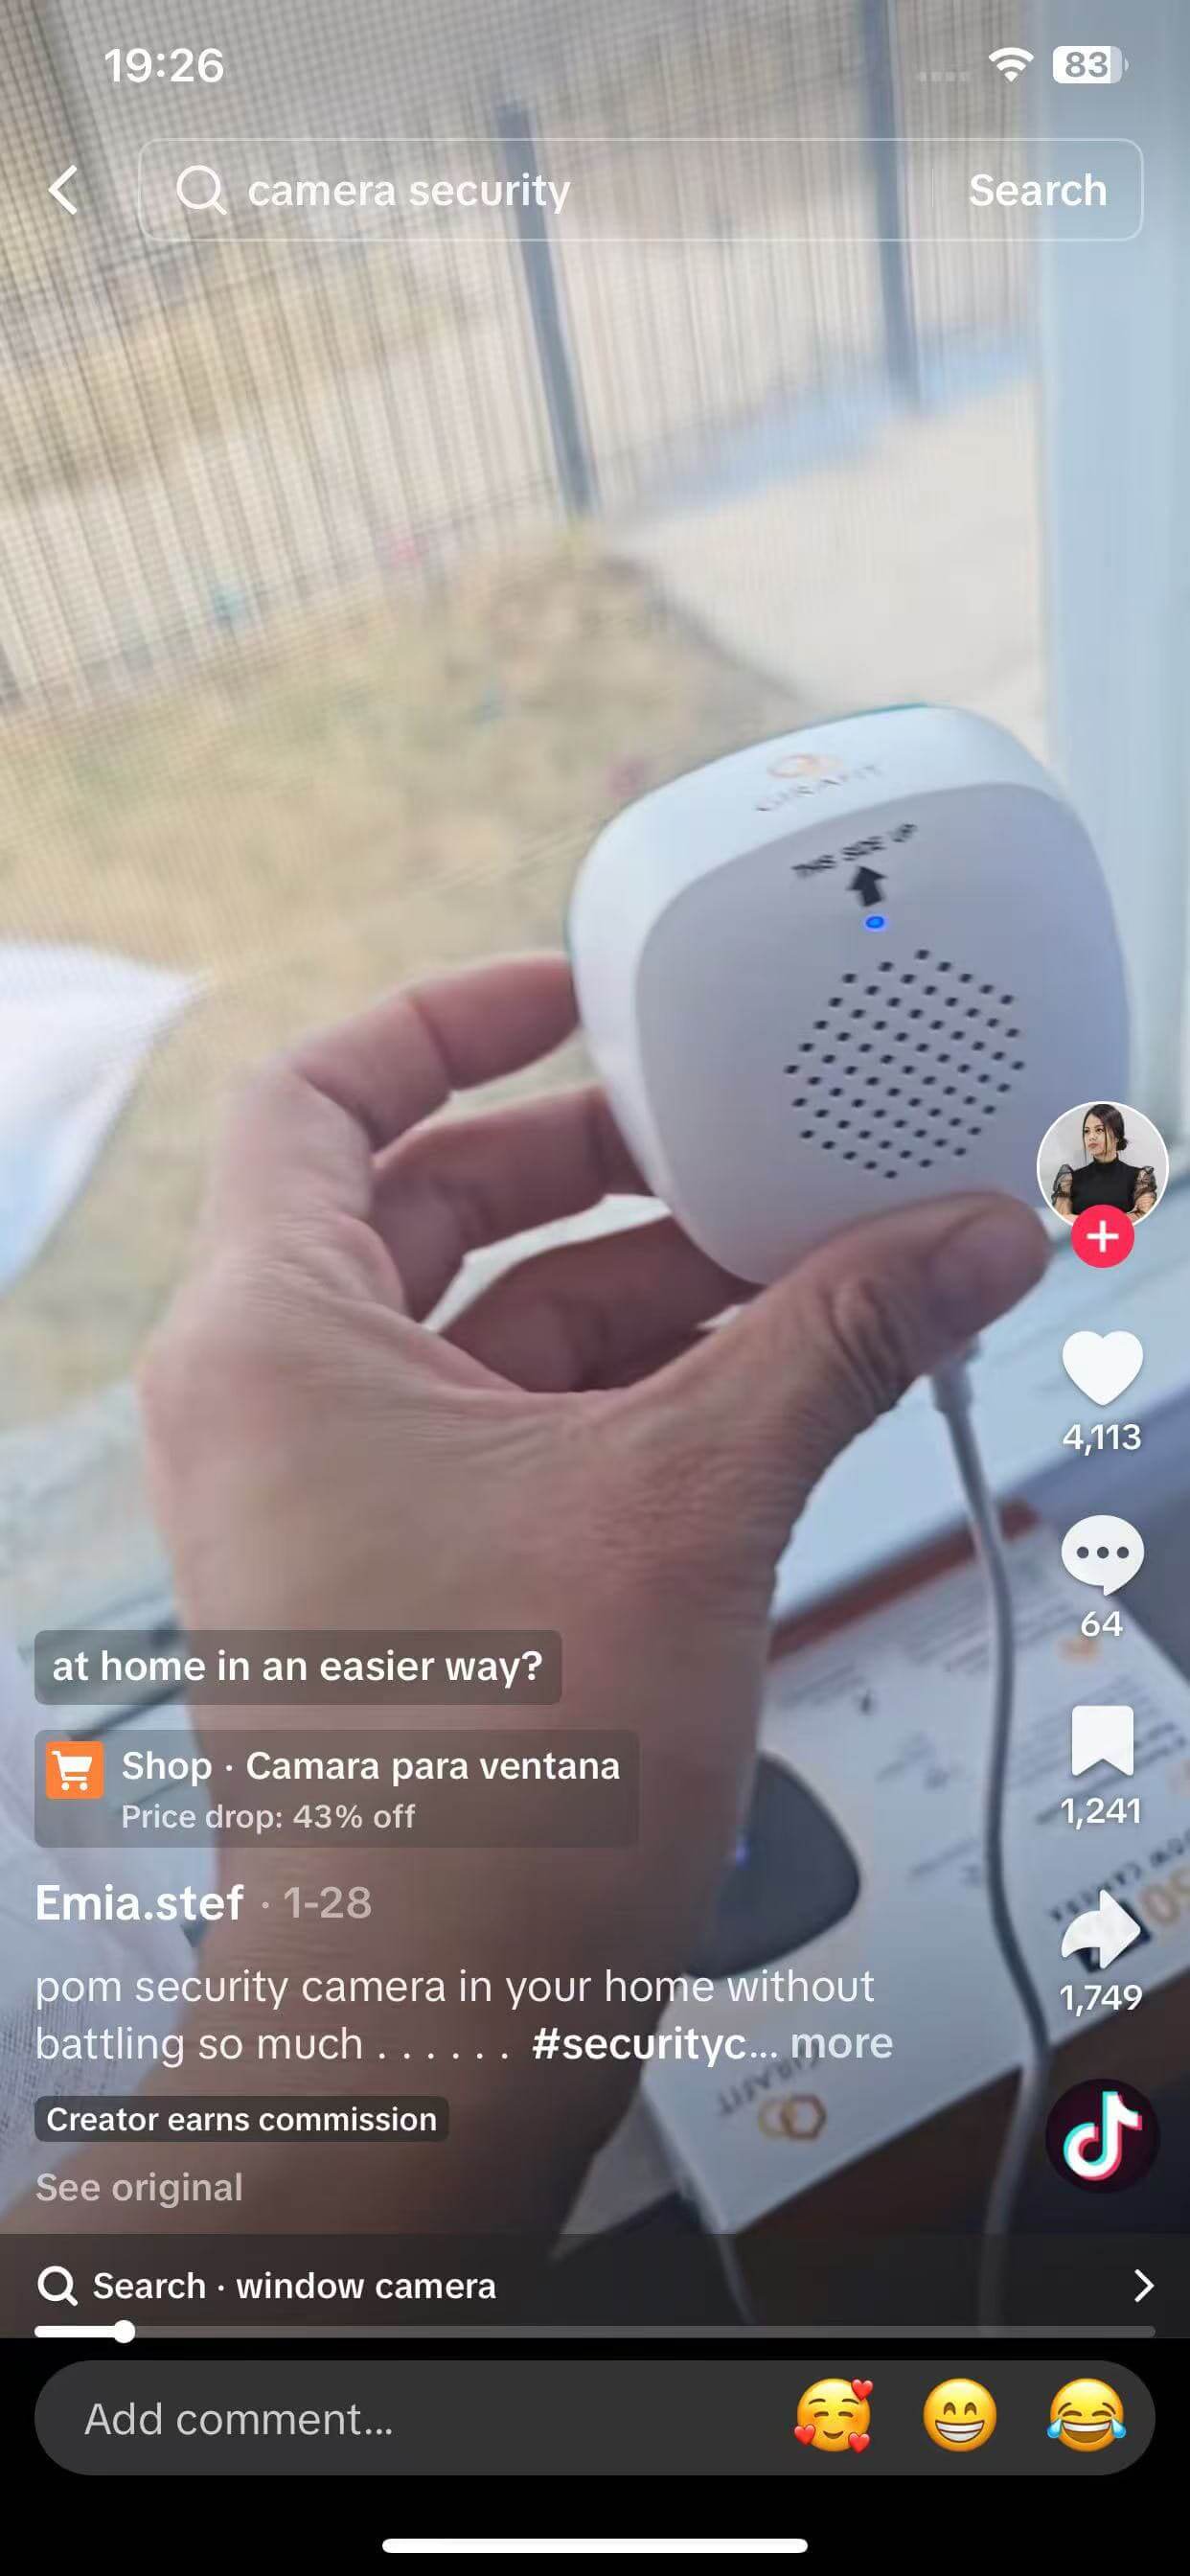 19:26
83
camera security
Search
THIS SIDE UP
4,113
64
at home in an easier way?
Shop · Camara para ventana
Price drop: 43% off
1,241
Emia.stef · 1-28
1,749
pom security camera in your home without
battling so much . . . . . . #securityc... more
Creator earns commission
See original
Search · window camera
Add comment...